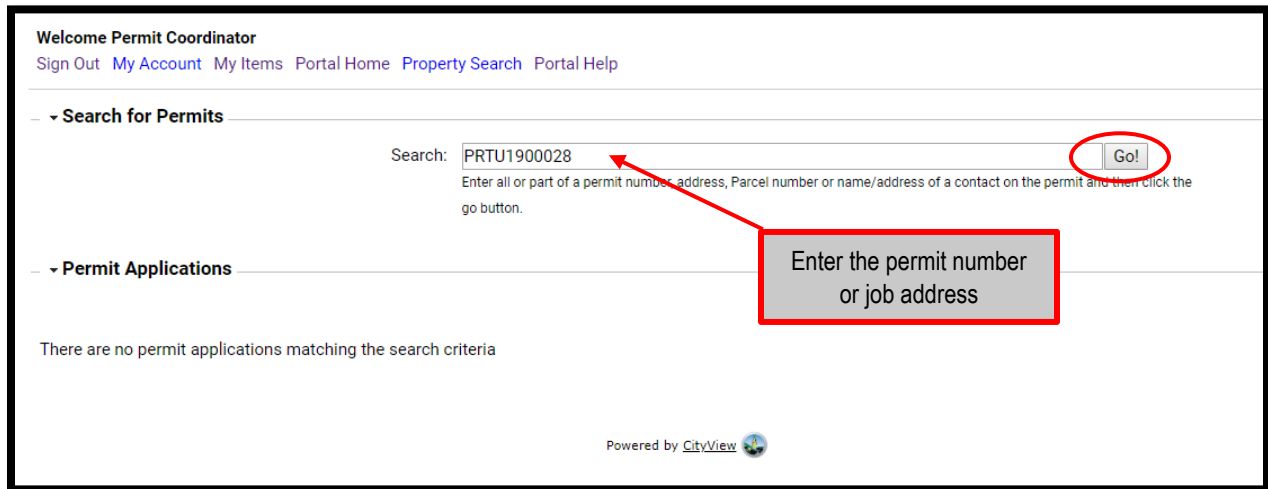 Welcome Permit Coordinator
Sign Out My Account My Items Portal Home Property Search Portal Help
Search for Permits
Search: PRTU1900028 Go!
Enter all or part of a permit number, address, Parcel number or name/address of a contact on the permit and then click the
go button.
Enter the permit number
or job address
Permit Applications
There are no permit applications matching the search criteria
Powered by CityView